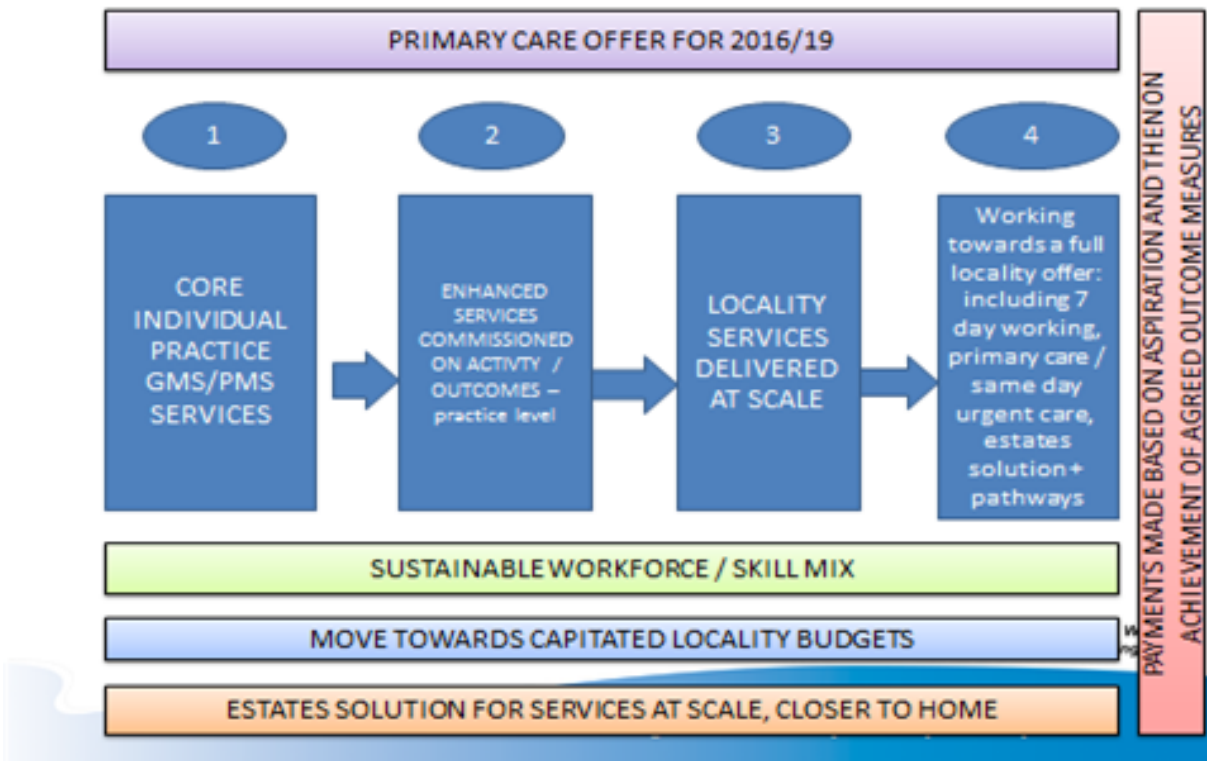 PRIMARY CARE OFFER FOR 2016/19
1
2
3
4
CORE
INDIVIDUAL
PRACTICE
GMS/PMS
SERVICES
ENHANCED
SERVICES
COMMISSIONED
ON ACTIVTY /
OUTCOMES –
practice level
LOCALITY
SERVICES
DELIVERED
AT SCALE
Working
towards a full
locality offer:
including 7
day working,
primary care /
same day
urgent care,
estates
solution+
pathways
SUSTAINABLE WORKFORCE / SKILL MIX
MOVE TOWARDS CAPITATED LOCALITY BUDGETS
ESTATES SOLUTION FOR SERVICES AT SCALE, CLOSER TO HOME
PAYMENTS MADE BASED ON ASPIRATION AND THEN ON
ACHIEVEMENT OF AGREED OUTCOME MEASURES